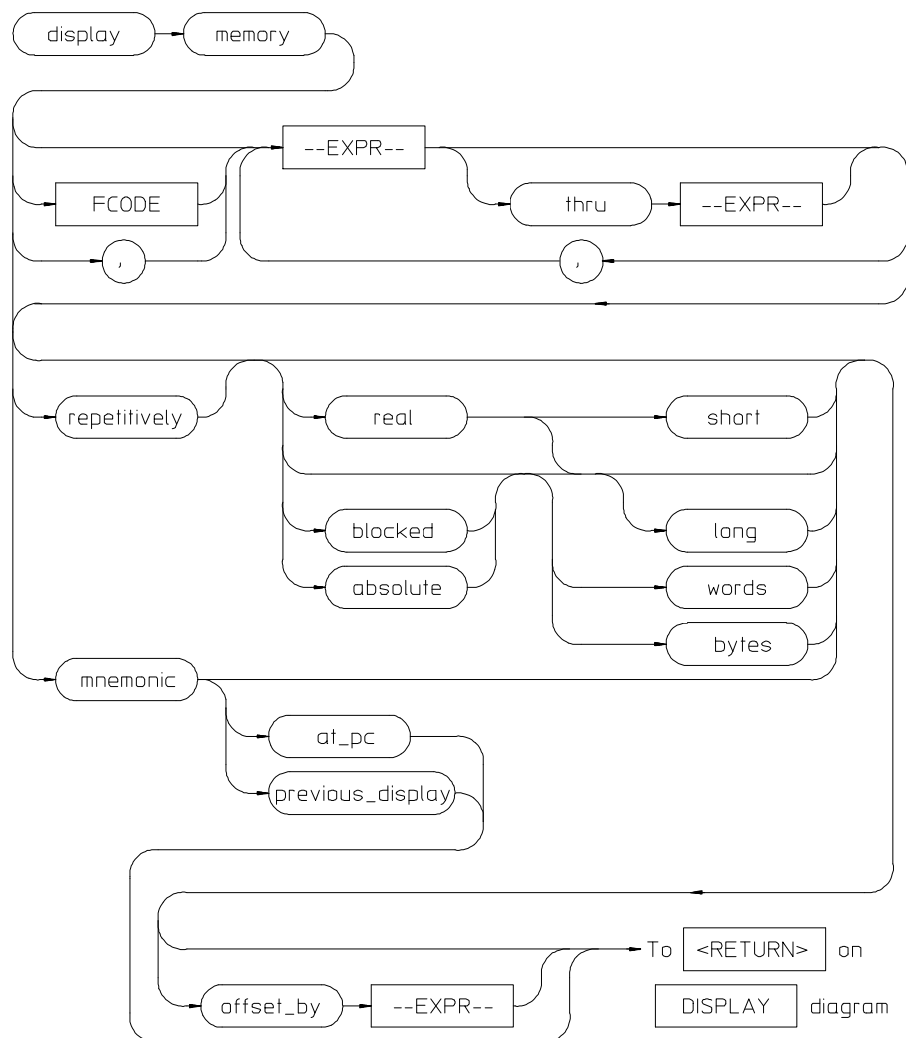 display memory
--EXPR--
FCODE thru --EXPR--
, ,
repetitively real short
blocked long
absolute words
bytes
mnemonic
at_pc
previous_display
To <RETURN> on
offset_by --EXPR-- DISPLAY diagram